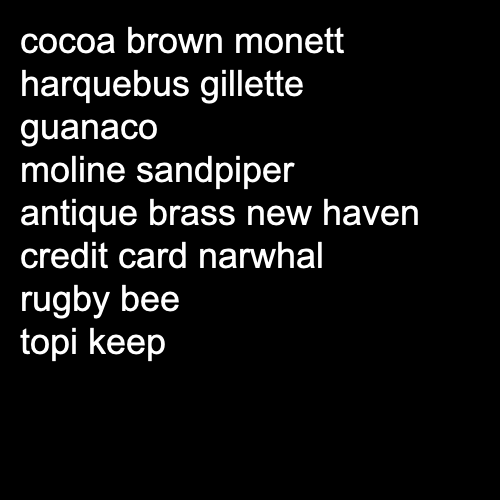 cocoa brown monett
harquebus gillette
guanaco
moline sandpiper
antique brass new haven
credit card narwhal
rugby bee
topi keep